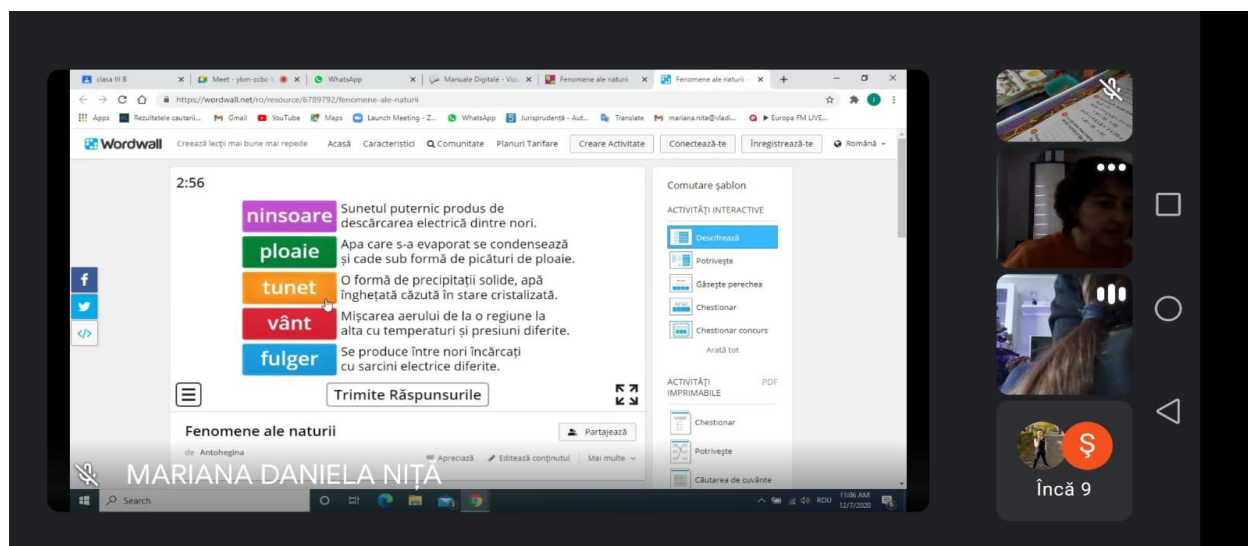 clasa III B
Meet - ybm-zcbc-
WhatsApp
Manuale Digitale - Viz
Fenomene ale naturii
Fenomene ale naturii -
https://wordwall.net/ro/resource/6789792/fenomene-ale-naturii
Apps
Rezultatele cautarii...
Gmail
YouTube
Maps
Launch Meeting - Z...
WhatsApp
Jurisprudență - Aut...
Translate
mariana.nita@vladi...
Europa FM LIVE...
Wordwall
Creează lecții mai bune mai repede
Acasă
Caracteristici
Comunitate
Planuri Tarifare
Creare Activitate
Conectează-te
Înregistrează-te
Română
2:56
ninsoare
Sunetul puternic produs de
descărcarea electrică dintre nori.
ploaie
Apa care s-a evaporat se condensează
și cade sub formă de picături de ploaie.
tunet
O formă de precipitații solide, apă
înghețată căzută în stare cristalizată.
vânt
Mișcarea aerului de la o regiune la
alta cu temperaturi și presiuni diferite.
fulger
Se produce între nori încărcați
cu sarcini electrice diferite.
Trimite Răspunsurile
Fenomene ale naturii
Partajează
de Antohegina
Apreciază
Editează conținutul
Mai multe
Comutare șablon
ACTIVITĂȚI INTERACTIVE
Descifrează
Potrivește
Găsește perechea
Chestionar
Chestionar concurs
Arată tot
ACTIVITĂȚI
IMPRIMABILE
PDF
Chestionar
Potrivește
Căutarea de cuvinte
MARIANA DANIELA NIȚĂ
Search
ROU
11:06 AM
12/7/2020
Ș
Încă 9